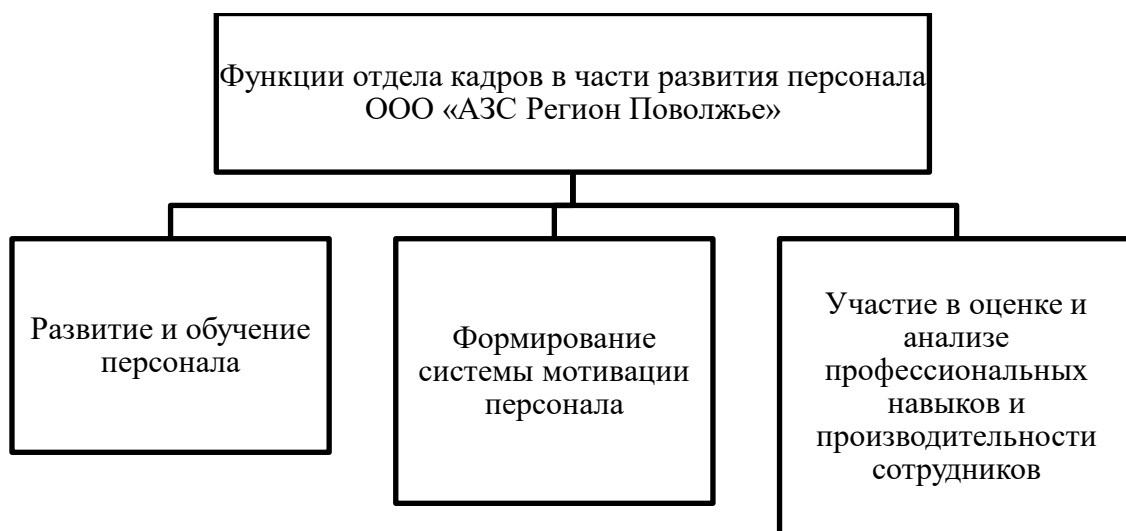 Функции отдела кадров в части развития персонала
ООО «АЗС Регион Поволжье»
Развитие и обучение
персонала
Формирование
системы мотивации
персонала
Участие в оценке и
анализе
профессиональных
навыков и
производительности
сотрудников